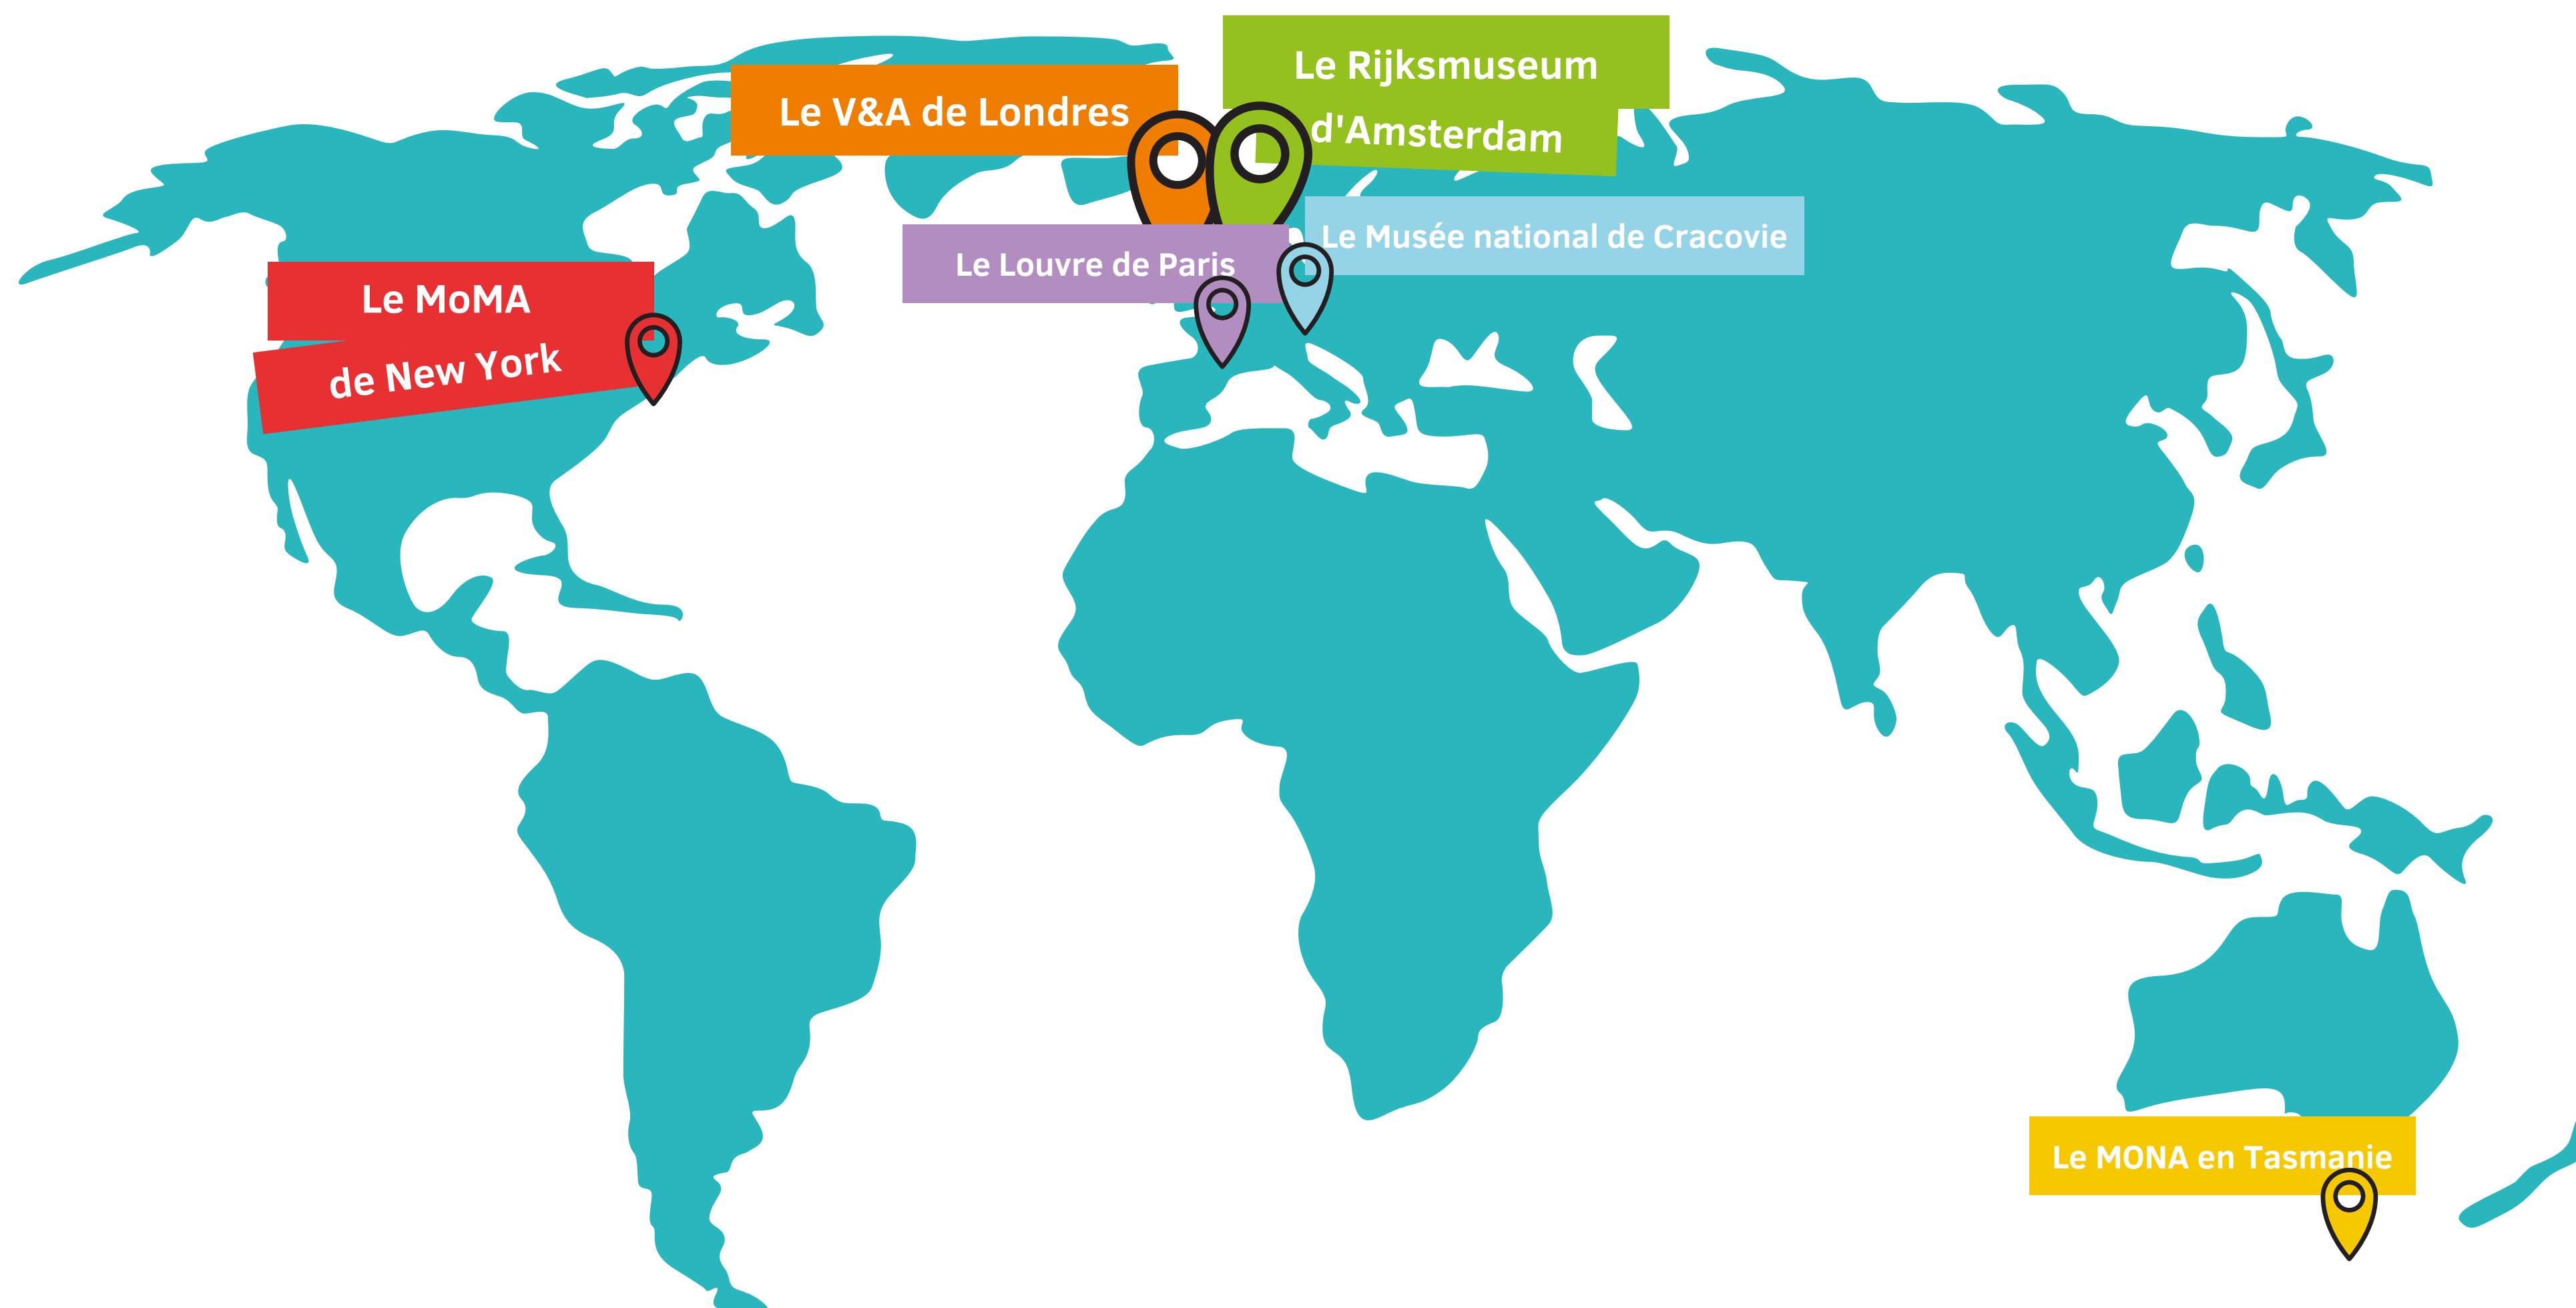 Le Rijksmuseum
d'Amsterdam
Le V&A de Londres
Le Musée national de Cracovie
Le Louvre de Paris
Le MoMA
de New York
Le MONA en Tasmanie